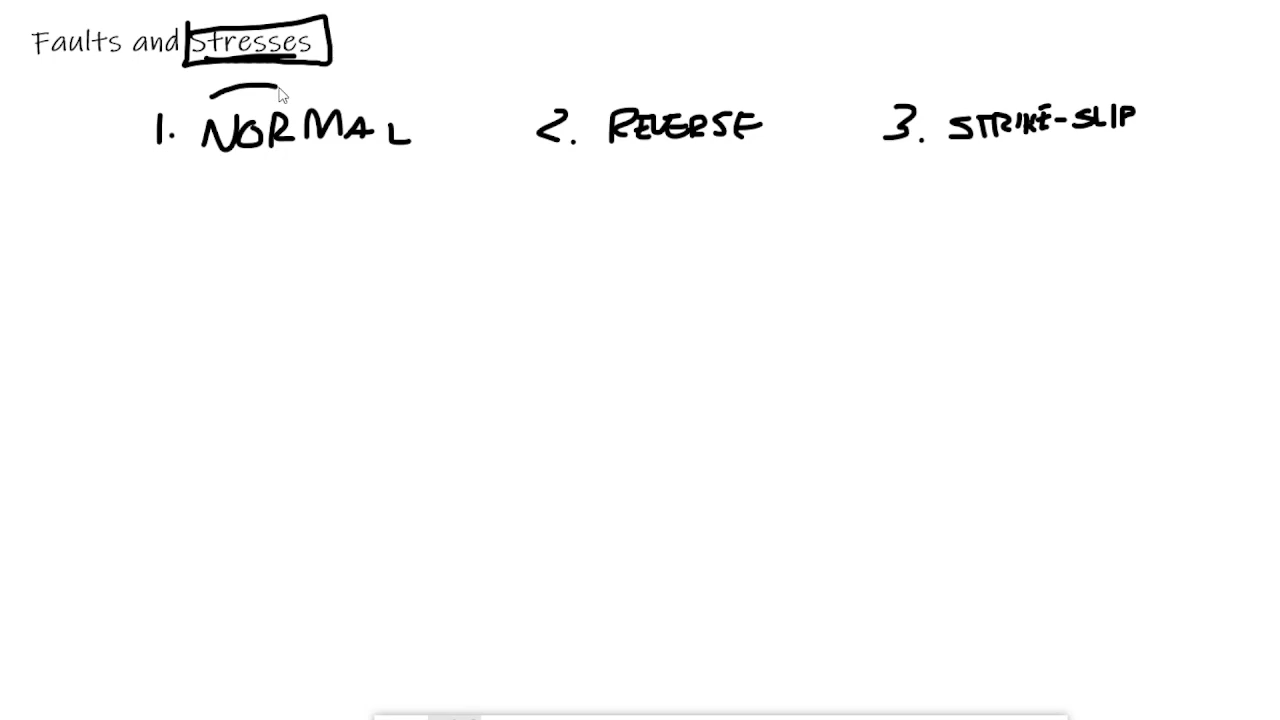 Faults and Stresses
1. NORMAL 2. REVERSE 3. STRIKE-SLIP